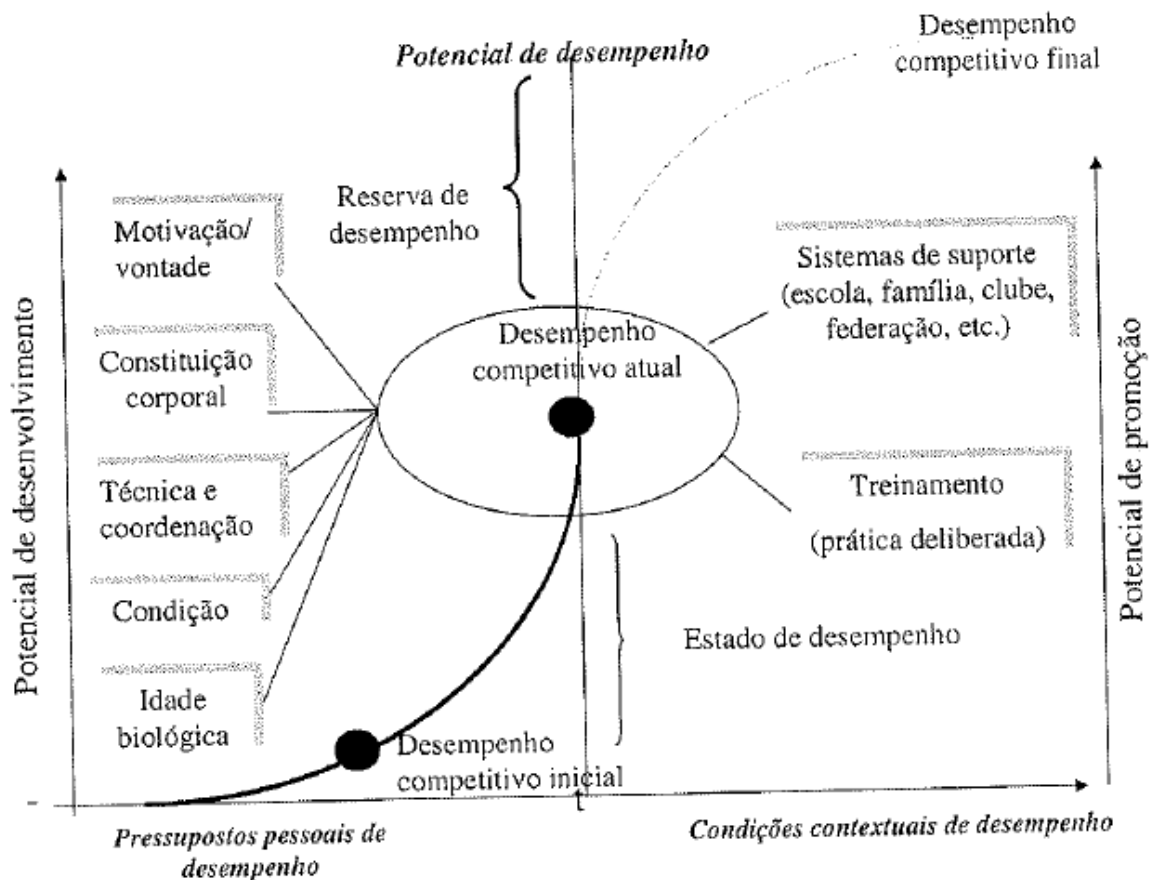 Potencial de desempenho
Desempenho
competitivo final
Reserva de
desempenho
Motivação/
vontade
Constituição
corporal
Técnica e
coordenação
Condição
Idade
biológica
Potencial de desenvolvimento
Desempenho
competitivo atual
Sistemas de suporte
(escola, família, clube,
federação, etc.)
Treinamento
(prática deliberada)
Potencial de promoção
Estado de desempenho
Desempenho
competitivo inicial
Pressupostos pessoais de
desempenho
Condições contextuais de desempenho